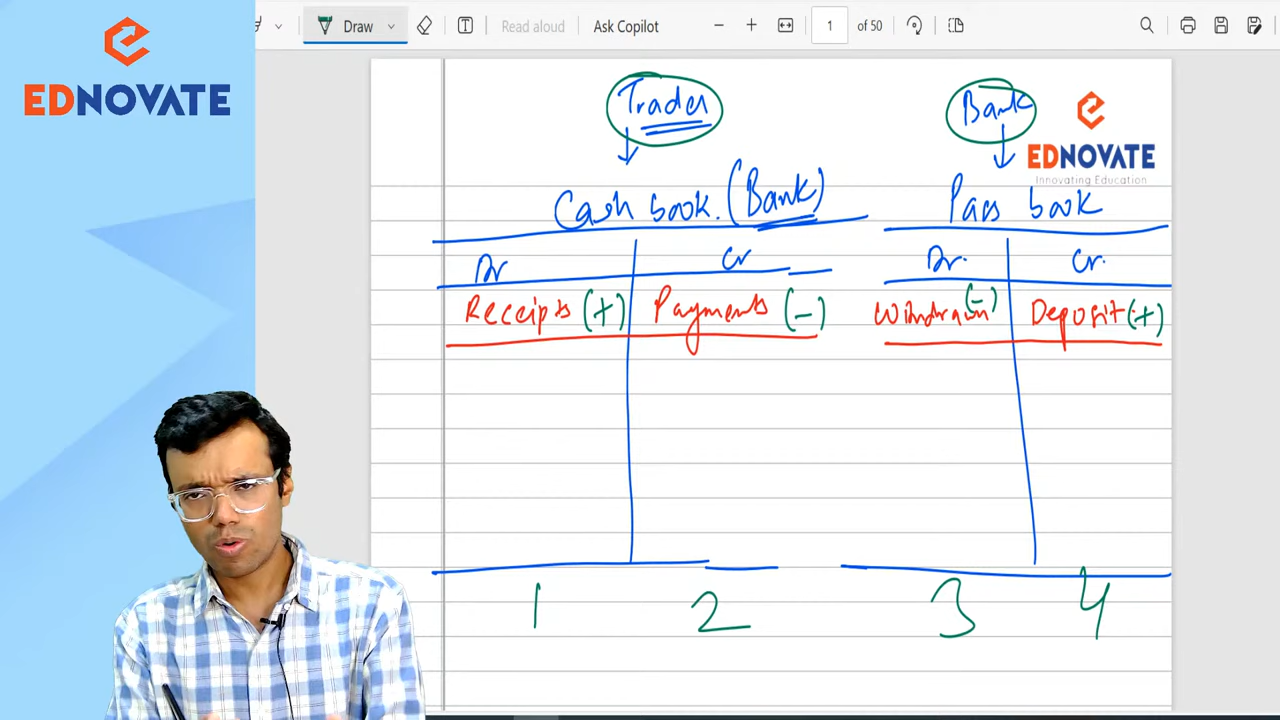 EDNOVATE
Draw
Read aloud
Ask Copilot
1 of 50
Trader
Bank
EDNOVATE
Innovating Education
Cash book. (Bank)
Pass book
Dr
Cr
Dr.
Cr.
Receipts (+)
Payments (-)
Withdrawn (-)
Deposit (+)
1
2
3
4